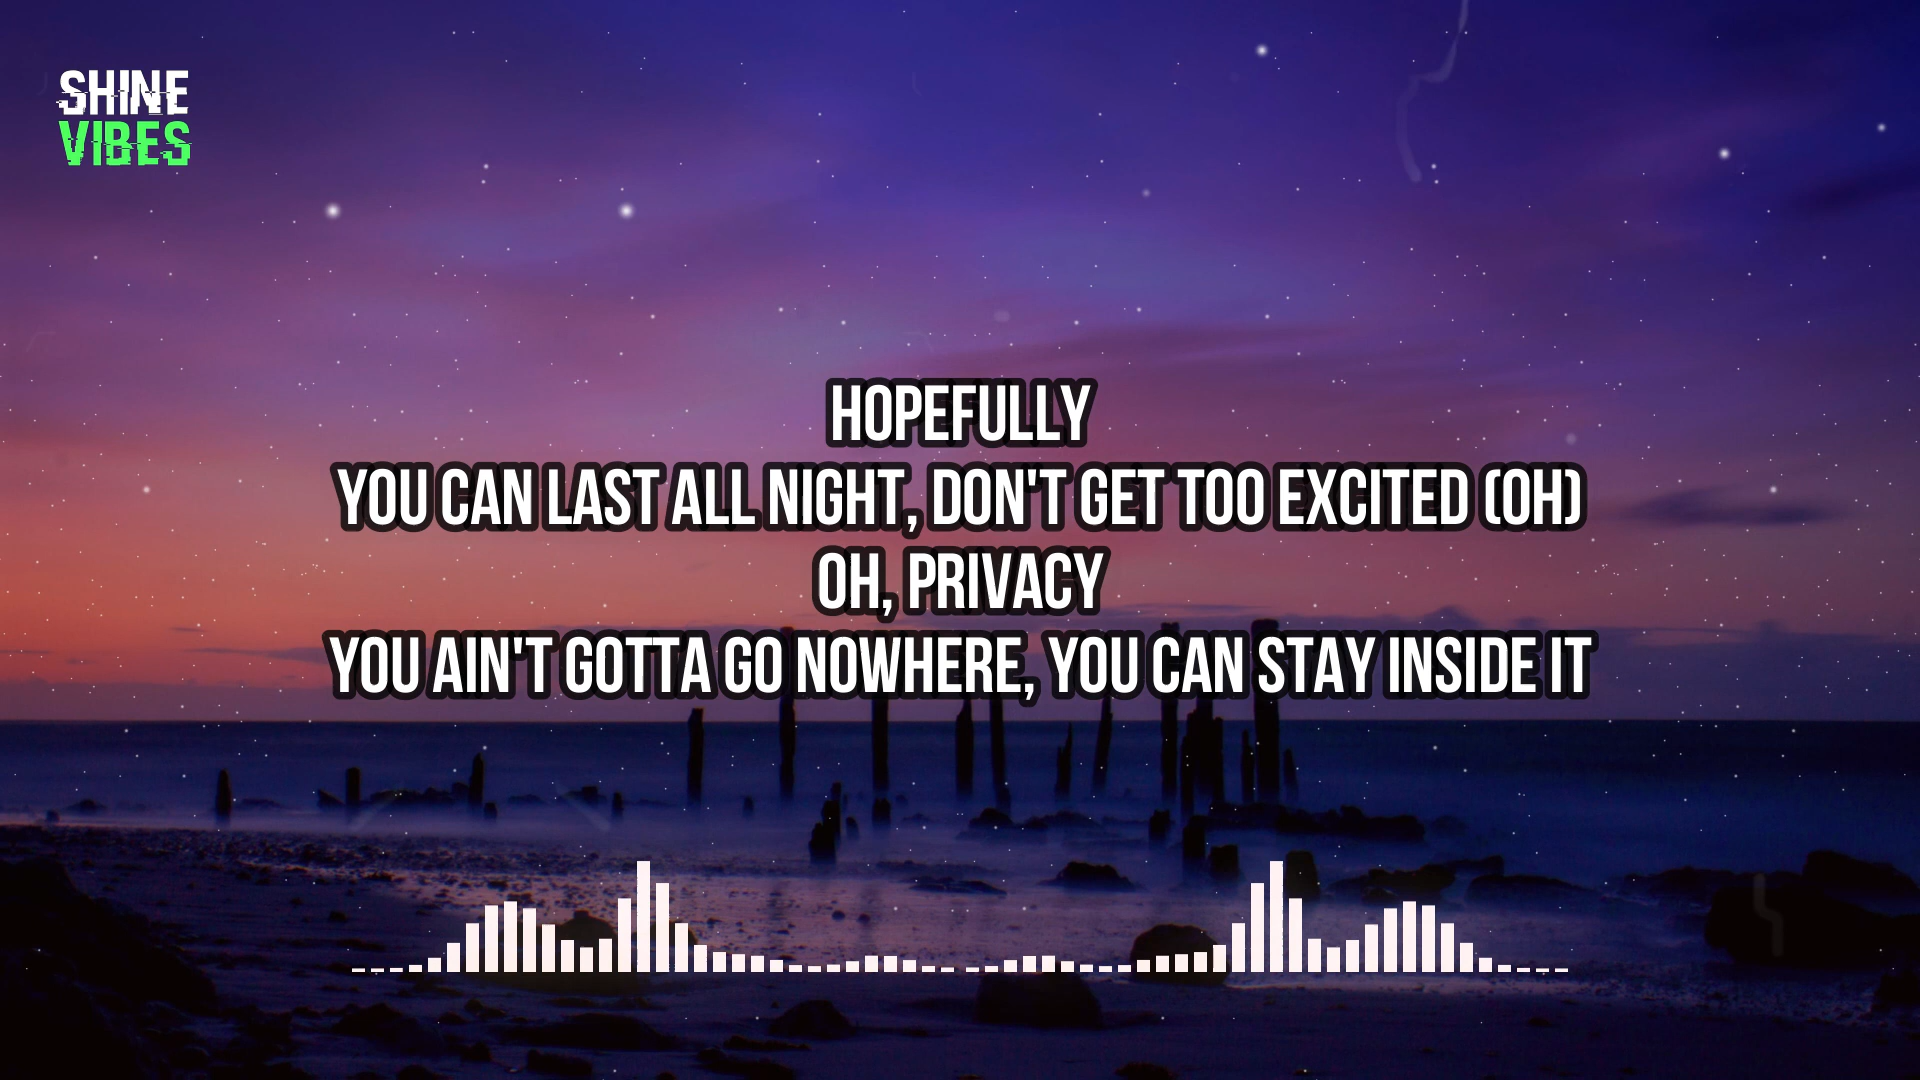 SHINE
VIBES
HOPEFULLY
YOU CAN LAST ALL NIGHT, DON'T GET TOO EXCITED (OH)
OH, PRIVACY
YOU AIN'T GOTTA GO NOWHERE, YOU CAN STAY INSIDE IT